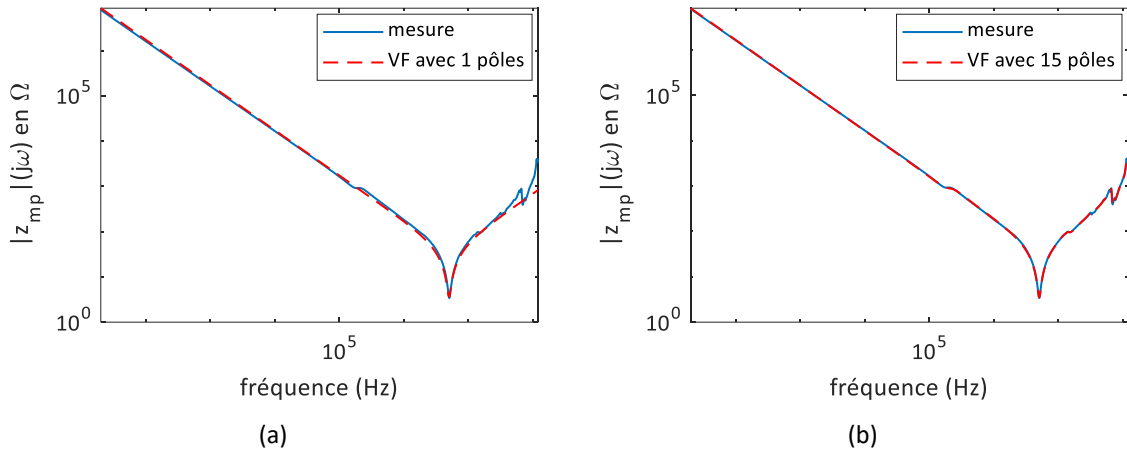 mesure
VF avec 1 pôles
|z_mp|(jω) en Ω
10^5
10^0
10^5
fréquence (Hz)
(a)
mesure
VF avec 15 pôles
|z_mp|(jω) en Ω
10^5
10^0
10^5
fréquence (Hz)
(b)